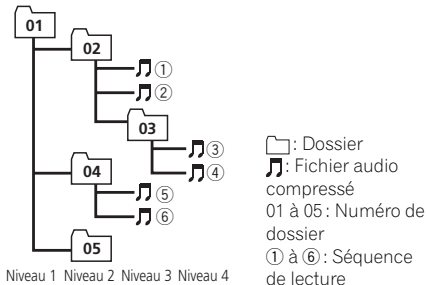 01
02
①
②
03
③
④
04
⑤
⑥
05
Niveau 1 Niveau 2 Niveau 3 Niveau 4
: Dossier
: Fichier audio
compressé
01 à 05 : Numéro de
dossier
① à ⑥ : Séquence
de lecture